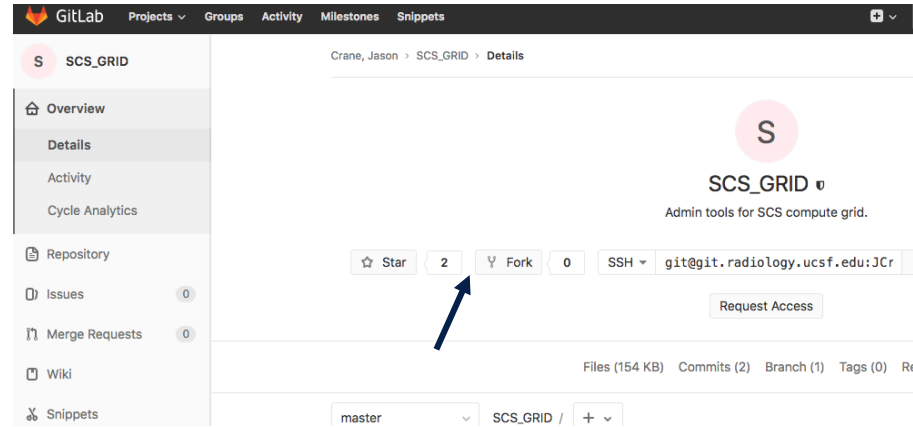 GitLab Projects Groups Activity Milestones Snippets
S SCS_GRID
Overview
Details
Activity
Cycle Analytics
Repository
Issues 0
Merge Requests 0
Wiki
Snippets
Crane, Jason > SCS_GRID > Details
S
SCS_GRID
Admin tools for SCS compute grid.
Star 2 Fork 0 SSH git@git.radiology.ucsf.edu:JCr
Request Access
Files (154 KB) Commits (2) Branch (1) Tags (0) Re
master SCS_GRID / +